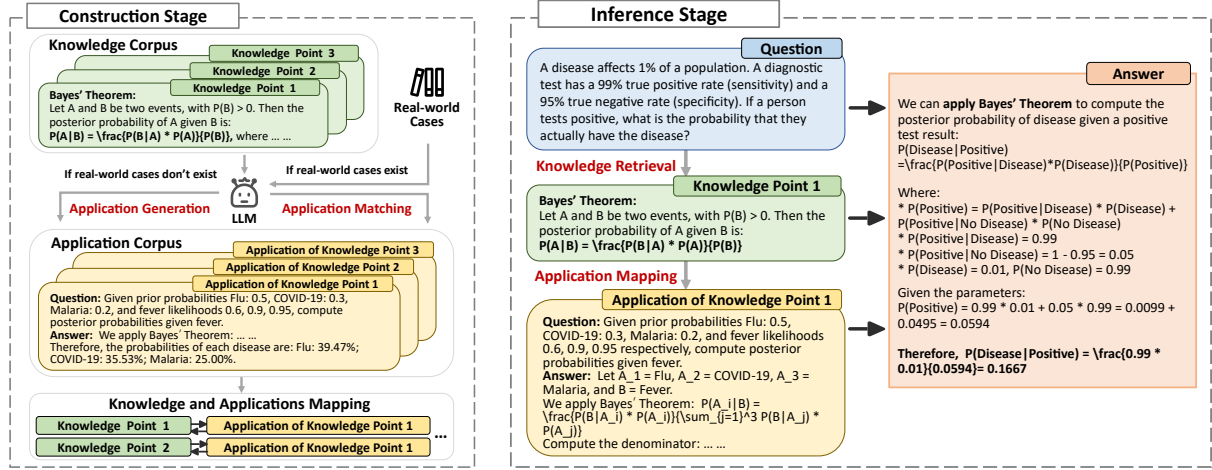 Construction Stage
Knowledge Corpus
Knowledge Point 3
Knowledge Point 2
Knowledge Point 1
Bayes' Theorem:
Let A and B be two events, with P(B) > 0. Then the
posterior probability of A given B is:
P(A|B) = \frac{P(B|A) * P(A)}{P(B)}, where ... ...
Real-world
Cases
If real-world cases don't exist
If real-world cases exist
Application Generation
LLM
Application Matching
Application Corpus
Application of Knowledge Point 3
Application of Knowledge Point 2
Application of Knowledge Point 1
Question: Given prior probabilities Flu: 0.5, COVID-19: 0.3,
Malaria: 0.2, and fever likelihoods 0.6, 0.9, 0.95, compute
posterior probabilities given fever.
Answer: We apply Bayes' Theorem: ... ...
Therefore, the probabilities of each disease are: Flu: 39.47%;
COVID-19: 35.53%; Malaria: 25.00%.
Knowledge and Applications Mapping
Knowledge Point 1
Application of Knowledge Point 1
Knowledge Point 2
Application of Knowledge Point 1
...
Inference Stage
Question
A disease affects 1% of a population. A diagnostic
test has a 99% true positive rate (sensitivity) and a
95% true negative rate (specificity). If a person
tests positive, what is the probability that they
actually have the disease?
Knowledge Retrieval
Knowledge Point 1
Bayes' Theorem:
Let A and B be two events, with P(B) > 0. Then the
posterior probability of A given B is:
P(A|B) = \frac{P(B|A) * P(A)}{P(B)}
Application Mapping
Application of Knowledge Point 1
Question: Given prior probabilities Flu: 0.5,
COVID-19: 0.3, Malaria: 0.2, and fever likelihoods
0.6, 0.9, 0.95 respectively, compute posterior
probabilities given fever.
Answer: Let A_1 = Flu, A_2 = COVID-19, A_3 =
Malaria, and B = Fever.
We apply Bayes' Theorem: P(A_i|B) =
\frac{P(B|A_i) * P(A_i)}{\sum_{j=1}^3 P(B|A_j) *
P(A_j)}
Compute the denominator: ... ...
Answer
We can apply Bayes' Theorem to compute the
posterior probability of disease given a positive
test result:
P(Disease|Positive)
=\frac{P(Positive|Disease)*P(Disease)}{P(Positive)}
Where:
* P(Positive) = P(Positive|Disease) * P(Disease) +
P(Positive|No Disease) * P(No Disease)
* P(Positive|Disease) = 0.99
* P(Positive|No Disease) = 1 - 0.95 = 0.05
* P(Disease) = 0.01, P(No Disease) = 0.99
Given the parameters:
P(Positive) = 0.99 * 0.01 + 0.05 * 0.99 = 0.0099 +
0.0495 = 0.0594
Therefore, P(Disease|Positive) = \frac{0.99 *
0.01}{0.0594}= 0.1667